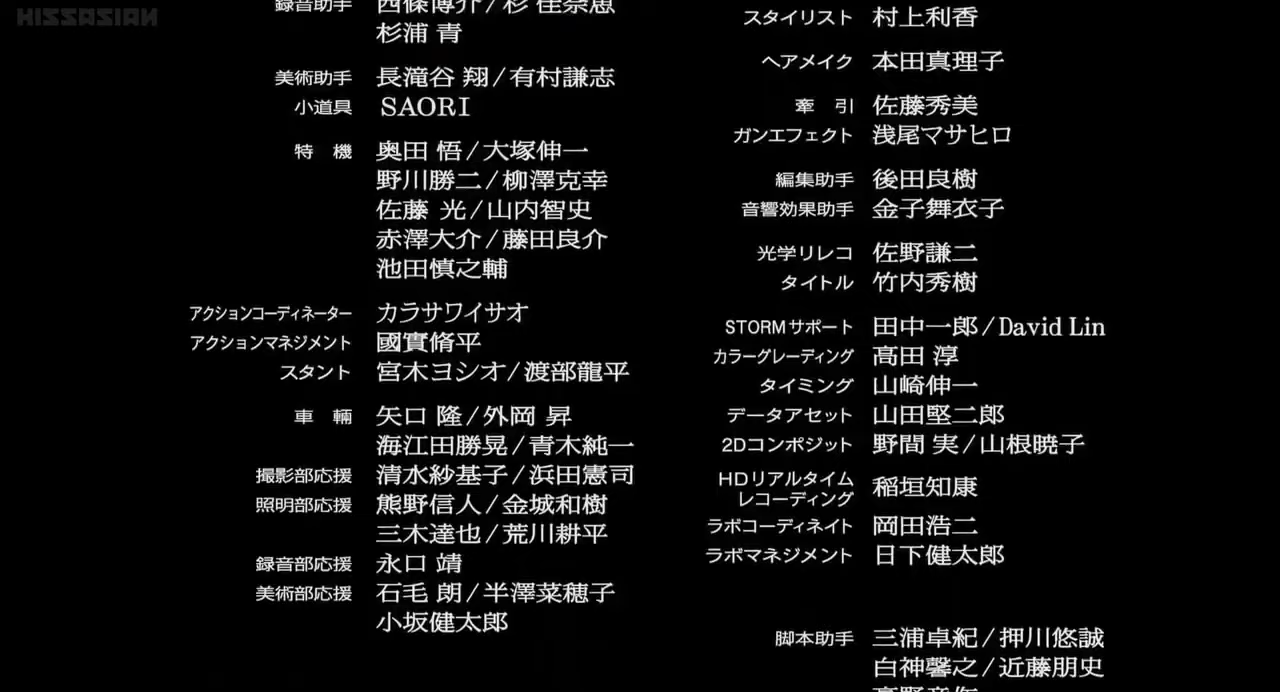 HISSASIAN
録音助手 西條博介/杉 佳奈恵
杉浦 青
美術助手 長滝谷 翔/有村謙志
小道具 SAORI
特 機 奥田 悟/大塚伸一
野川勝二/柳澤克幸
佐藤 光/山内智史
赤澤大介/藤田良介
池田慎之輔
アクションコーディネーター カラサワイサオ
アクションマネジメント 國實脩平
スタント 宮木ヨシオ/渡部龍平
車 輛 矢口 隆/外岡 昇
海江田勝晃/青木純一
撮影部応援 清水紗基子/浜田憲司
照明部応援 熊野信人/金城和樹
三木達也/荒川耕平
録音部応援 永口 靖
美術部応援 石毛 朗/半澤菜穂子
小坂健太郎
スタイリスト 村上利香
ヘアメイク 本田真理子
牽 引 佐藤秀美
ガンエフェクト 浅尾マサヒロ
編集助手 後田良樹
音響効果助手 金子舞衣子
光学リレコ 佐野謙二
タイトル 竹内秀樹
STORMサポート 田中一郎/David Lin
カラーグレーディング 高田 淳
タイミング 山崎伸一
データアセット 山田堅二郎
2Dコンポジット 野間 実/山根暁子
HDリアルタイム
レコーディング 稲垣知康
ラボコーディネイト 岡田浩二
ラボマネジメント 日下健太郎
脚本助手 三浦卓紀/押川悠誠
白神馨之/近藤朋史